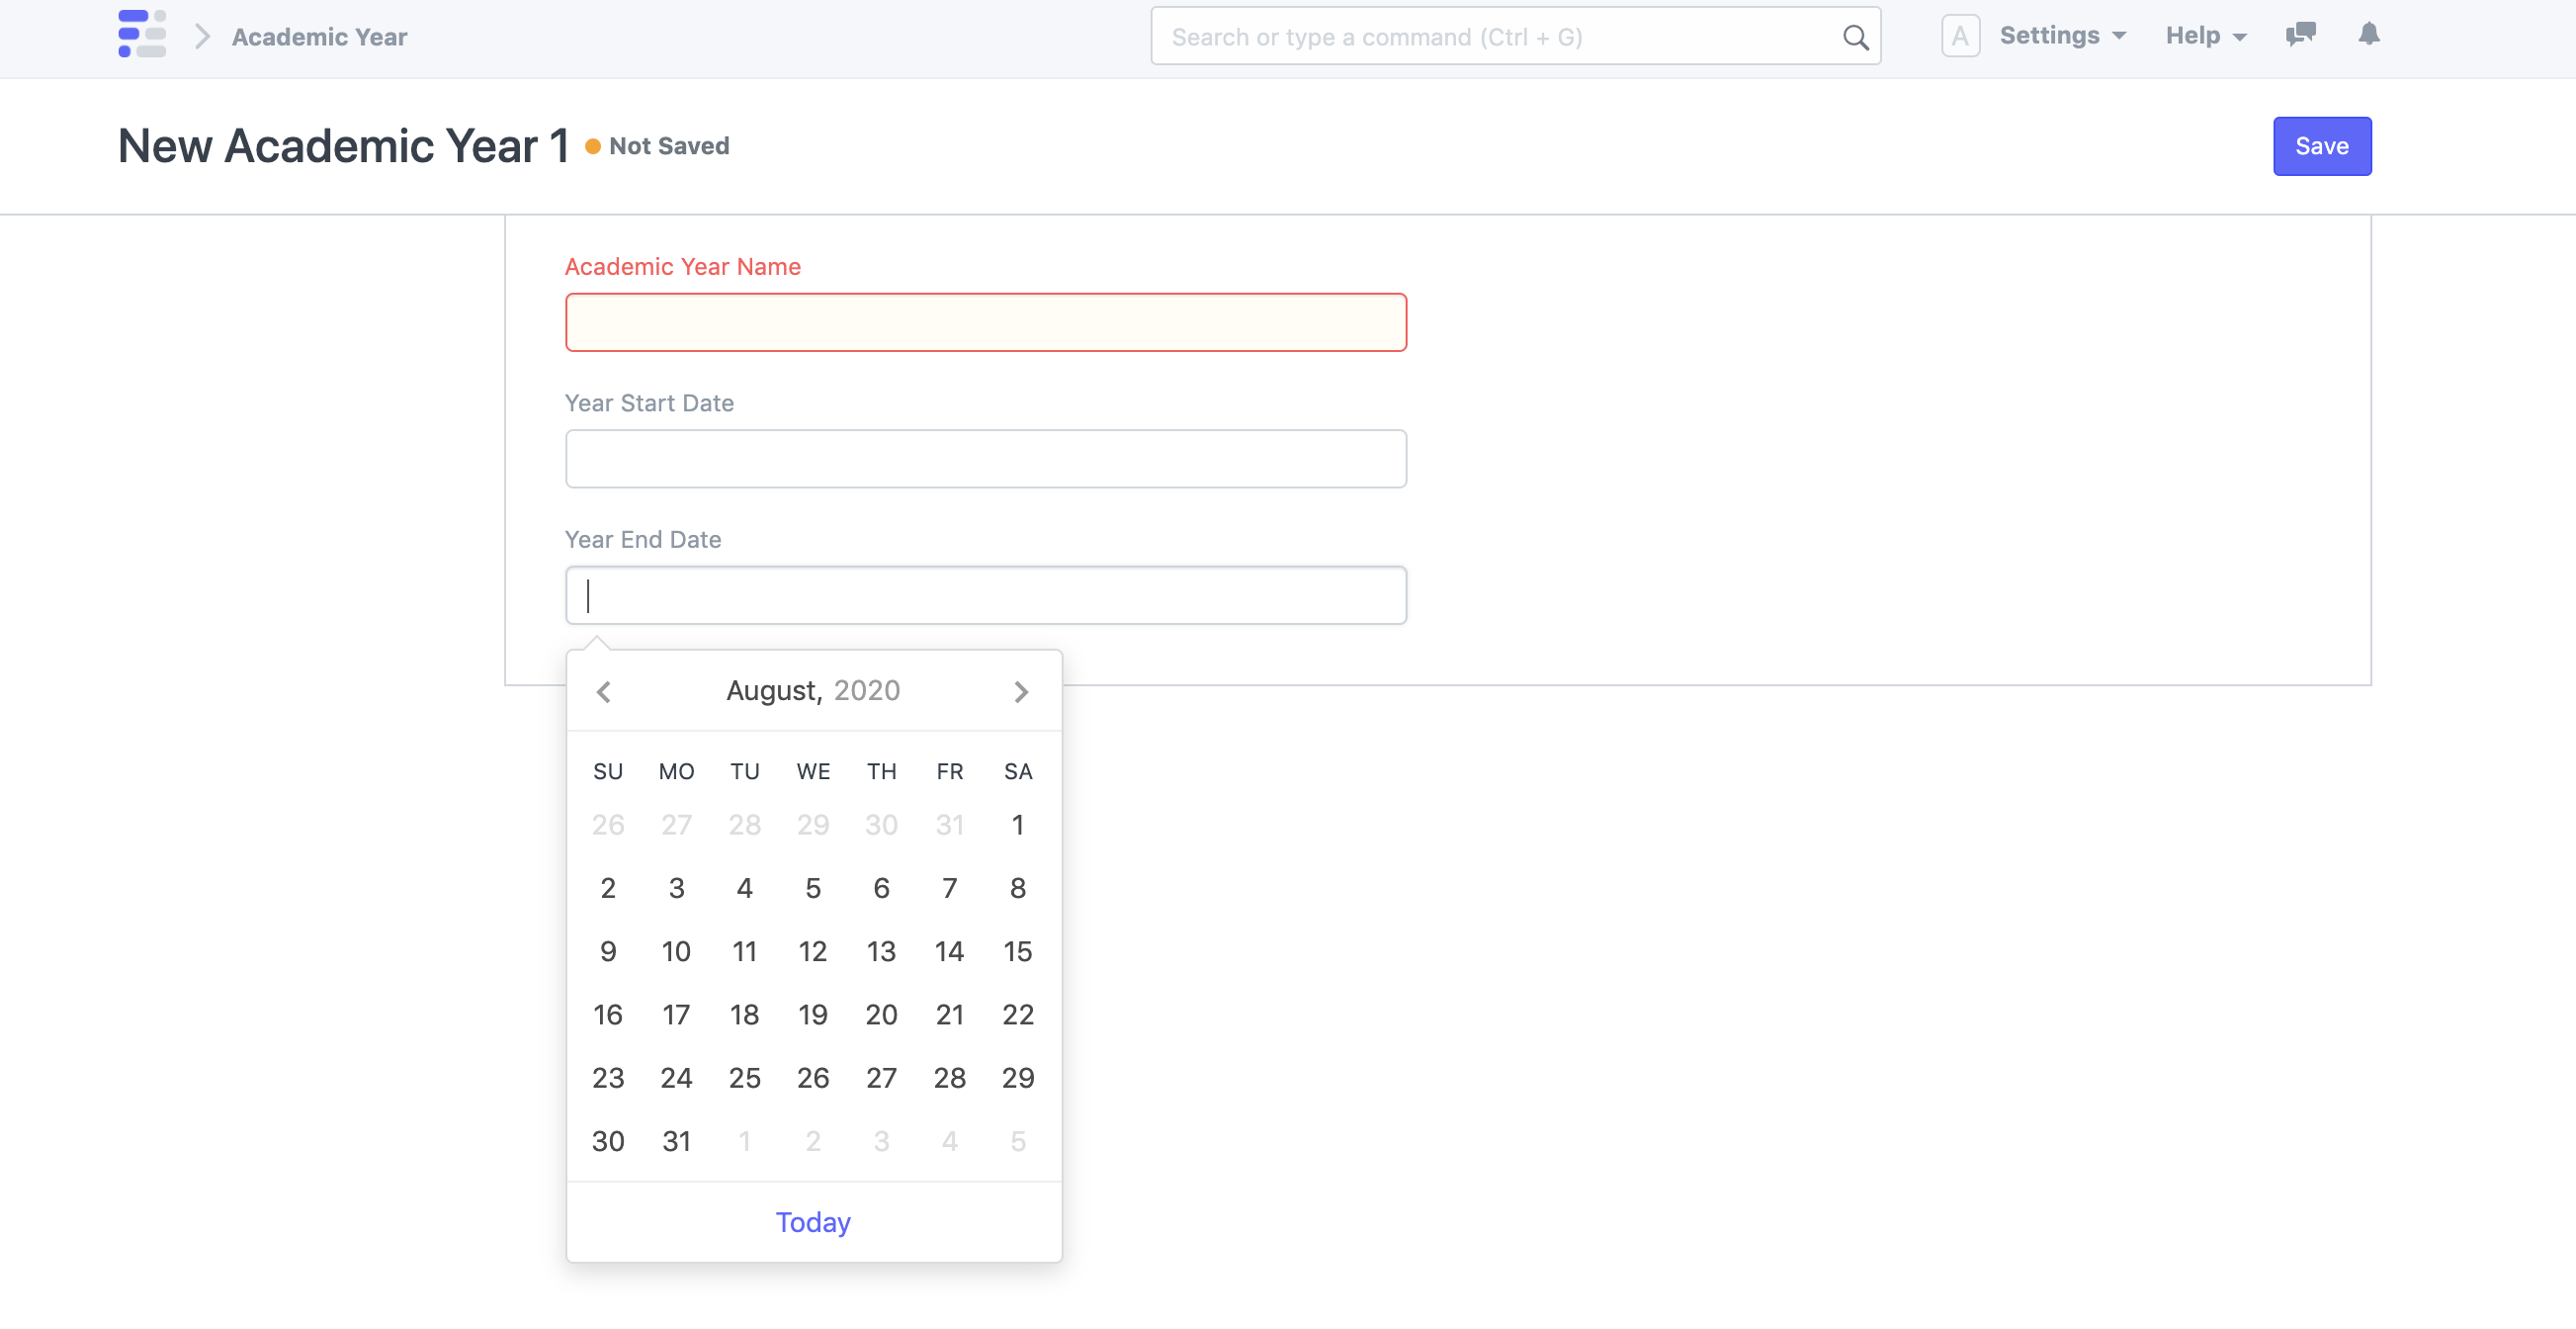 Academic Year
Search or type a command (Ctrl + G)
A
Settings
Help
New Academic Year 1
Not Saved
Save
Academic Year Name
Year Start Date
Year End Date
August, 2020
SU MO TU WE TH FR SA
26 27 28 29 30 31 1
2 3 4 5 6 7 8
9 10 11 12 13 14 15
16 17 18 19 20 21 22
23 24 25 26 27 28 29
30 31 1 2 3 4 5
Today